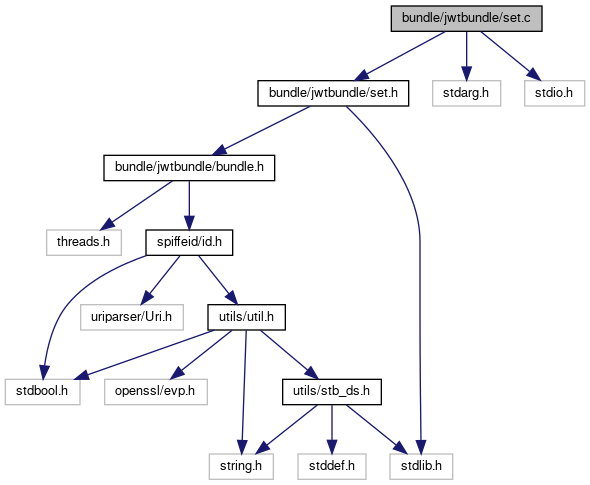 bundle/jwtbundle/set.c
bundle/jwtbundle/set.h
stdarg.h
stdio.h
bundle/jwtbundle/bundle.h
threads.h
spiffeid/id.h
uriparser/Uri.h
utils/util.h
stdbool.h
openssl/evp.h
utils/stb_ds.h
string.h
stddef.h
stdlib.h